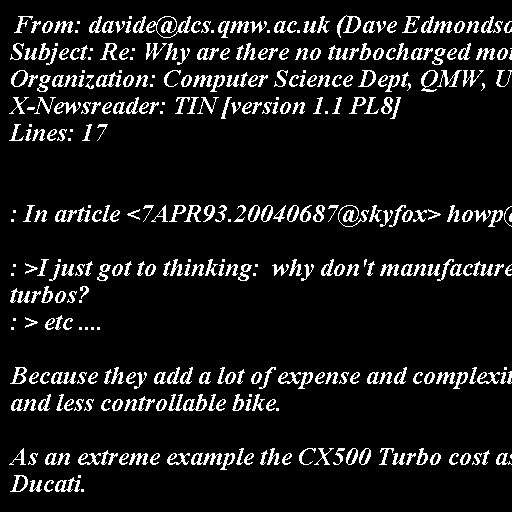 From: davide@dcs.qmw.ac.uk (Dave Edmondso
Subject: Re: Why are there no turbocharged mo
Organization: Computer Science Dept, QMW, U
X-Newsreader: TIN [version 1.1 PL8]
Lines: 17
: In article <7APR93.20040687@skyfox> howp@
: >I just got to thinking:  why don't manufacture
turbos?
: > etc ....
Because they add a lot of expense and complexit
and less controllable bike.
As an extreme example the CX500 Turbo cost as
Ducati.